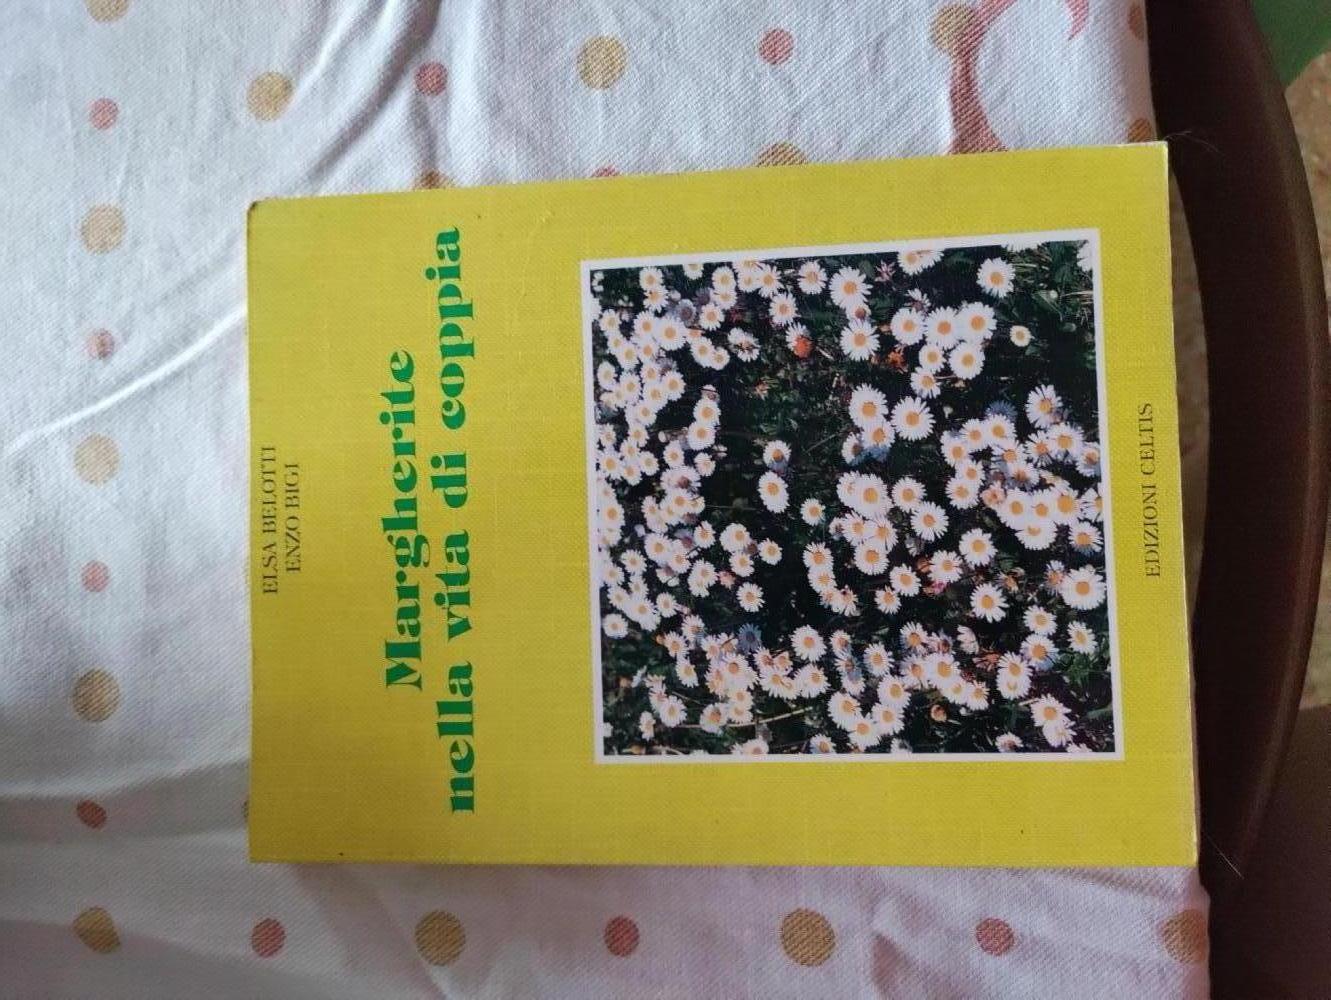 ELSA BELOTTI
ENZO BIGI
Margherite
nella vita di coppia
EDIZIONI CELTIS